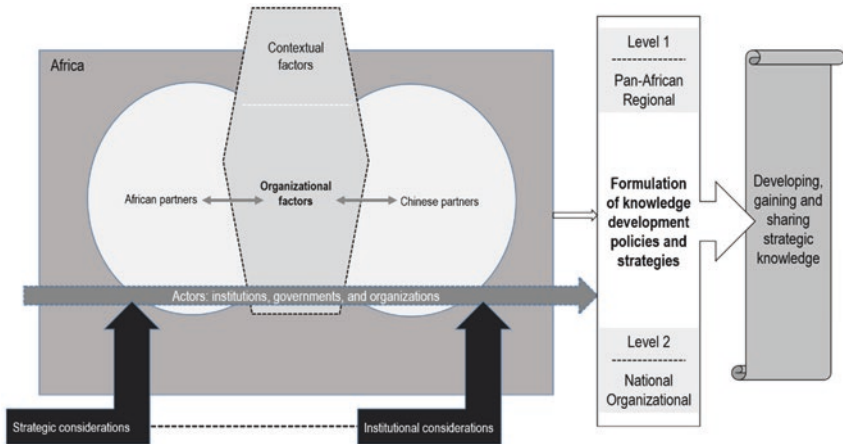 Africa
Contextual
factors
African partners
Organizational
factors
Chinese partners
Actors: institutions, governments, and organizations
Strategic considerations
Institutional considerations
Level 1
Pan-African
Regional
Formulation
of knowledge
development
policies and
strategies
Level 2
National
Organizational
Developing,
gaining and
sharing
strategic
knowledge